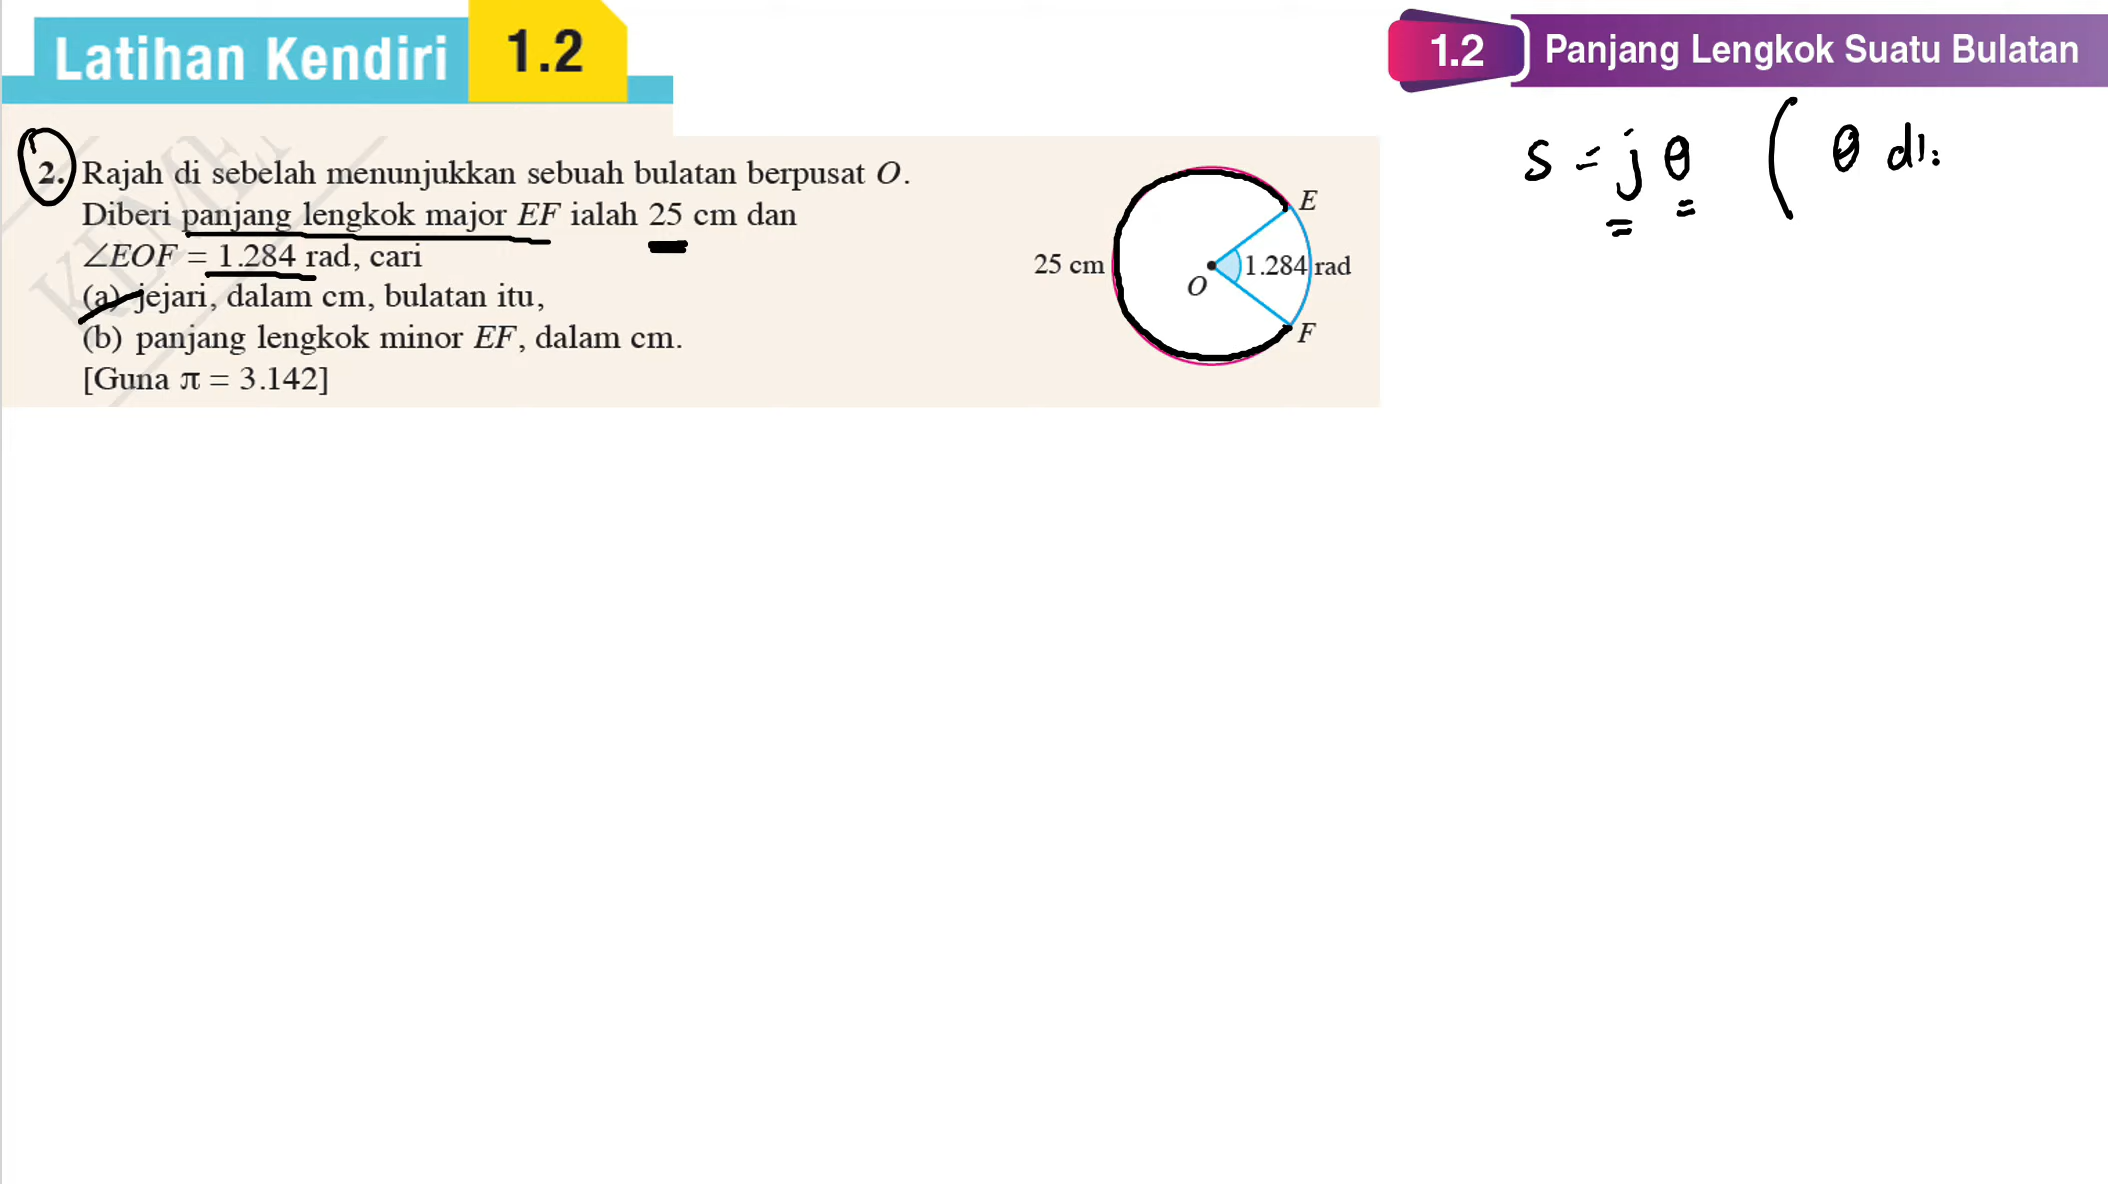 Latihan Kendiri 1.2
1.2 Panjang Lengkok Suatu Bulatan
s = jθ ( θ di
2. Rajah di sebelah menunjukkan sebuah bulatan berpusat O.
Diberi panjang lengkok major EF ialah 25 cm dan
∠EOF = 1.284 rad, cari
(a) jejari, dalam cm, bulatan itu,
(b) panjang lengkok minor EF, dalam cm.
[Guna π = 3.142]
E
25 cm
1.284 rad
O
F